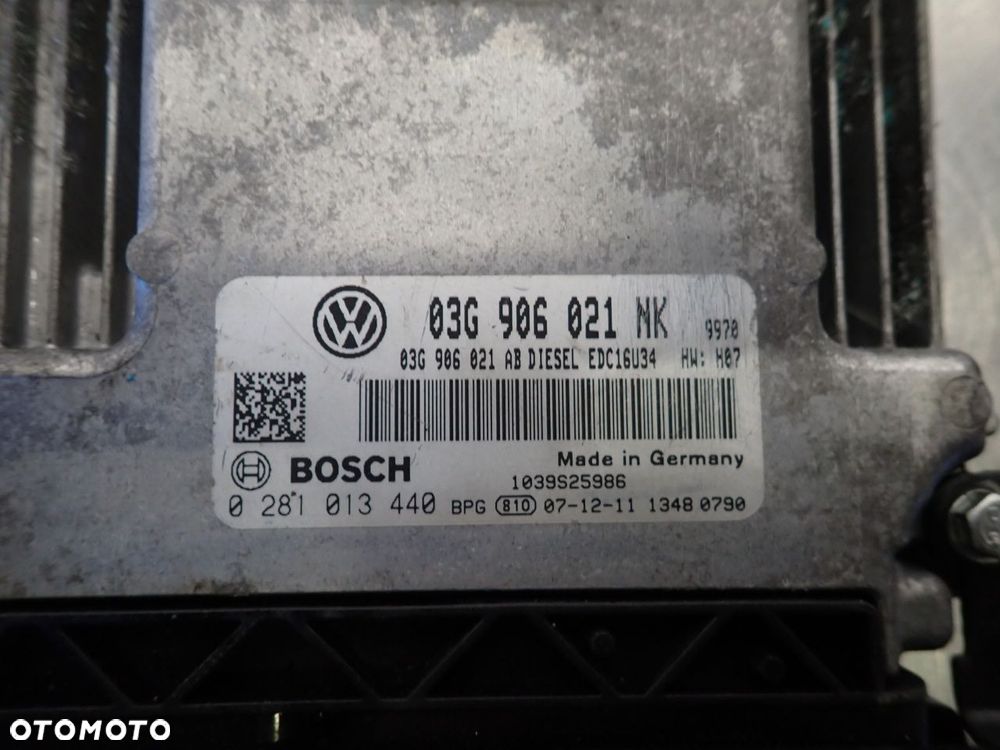 03G 906 021 NK 9970
03G 906 021 AB DIESEL EDC16U34 HW: H07
BOSCH
Made in Germany
1039S25986
0 281 013 440 BPG 810 07-12-11 1348 0790
OTOMOTO